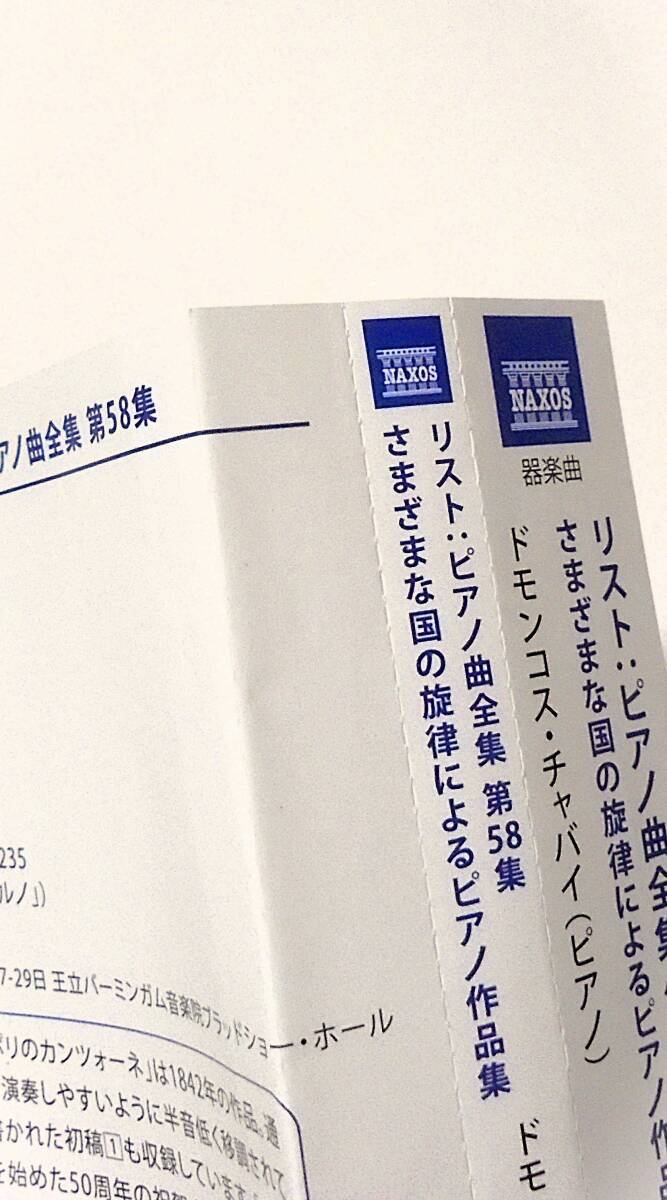 アノ曲全集 第58集
235
カルノ」)
7-29日 王立バーミンガム音楽院ブラッドショー・ホール
ポリのカンツォーネ」は1842年の作品。通
演奏しやすいように半音低く移調されて
書かれた初稿1も収録しています
を始めた50周年の祝賀
NAXOS
リスト:ピアノ曲全集 第58集
さまざまな国の旋律によるピアノ作品集
ドモ
NAXOS
器楽曲
リスト:ピアノ曲全集
さまざまな国の旋律によるピアノ作
ドモンコス・チャバイ(ピアノ)